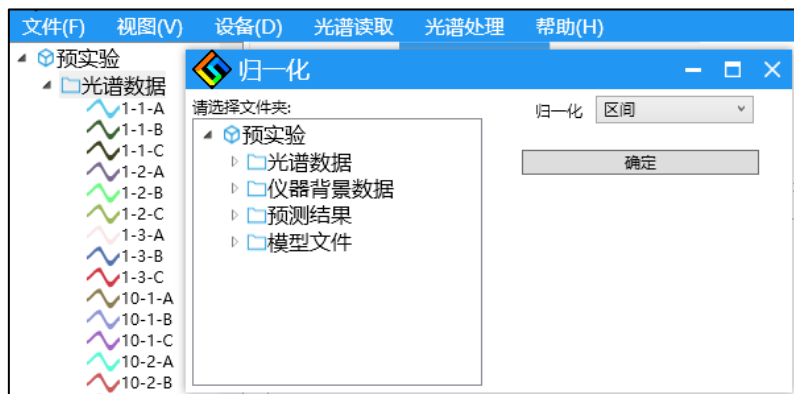 文件(F) 视图(V) 设备(D) 光谱读取 光谱处理 帮助(H)
预实验
光谱数据
1-1-A
1-1-B
1-1-C
1-2-A
1-2-B
1-2-C
1-3-A
1-3-B
1-3-C
10-1-A
10-1-B
10-1-C
10-2-A
10-2-B
归一化
请选择文件夹:
预实验
光谱数据
仪器背景数据
预测结果
模型文件
归一化 区间
确定